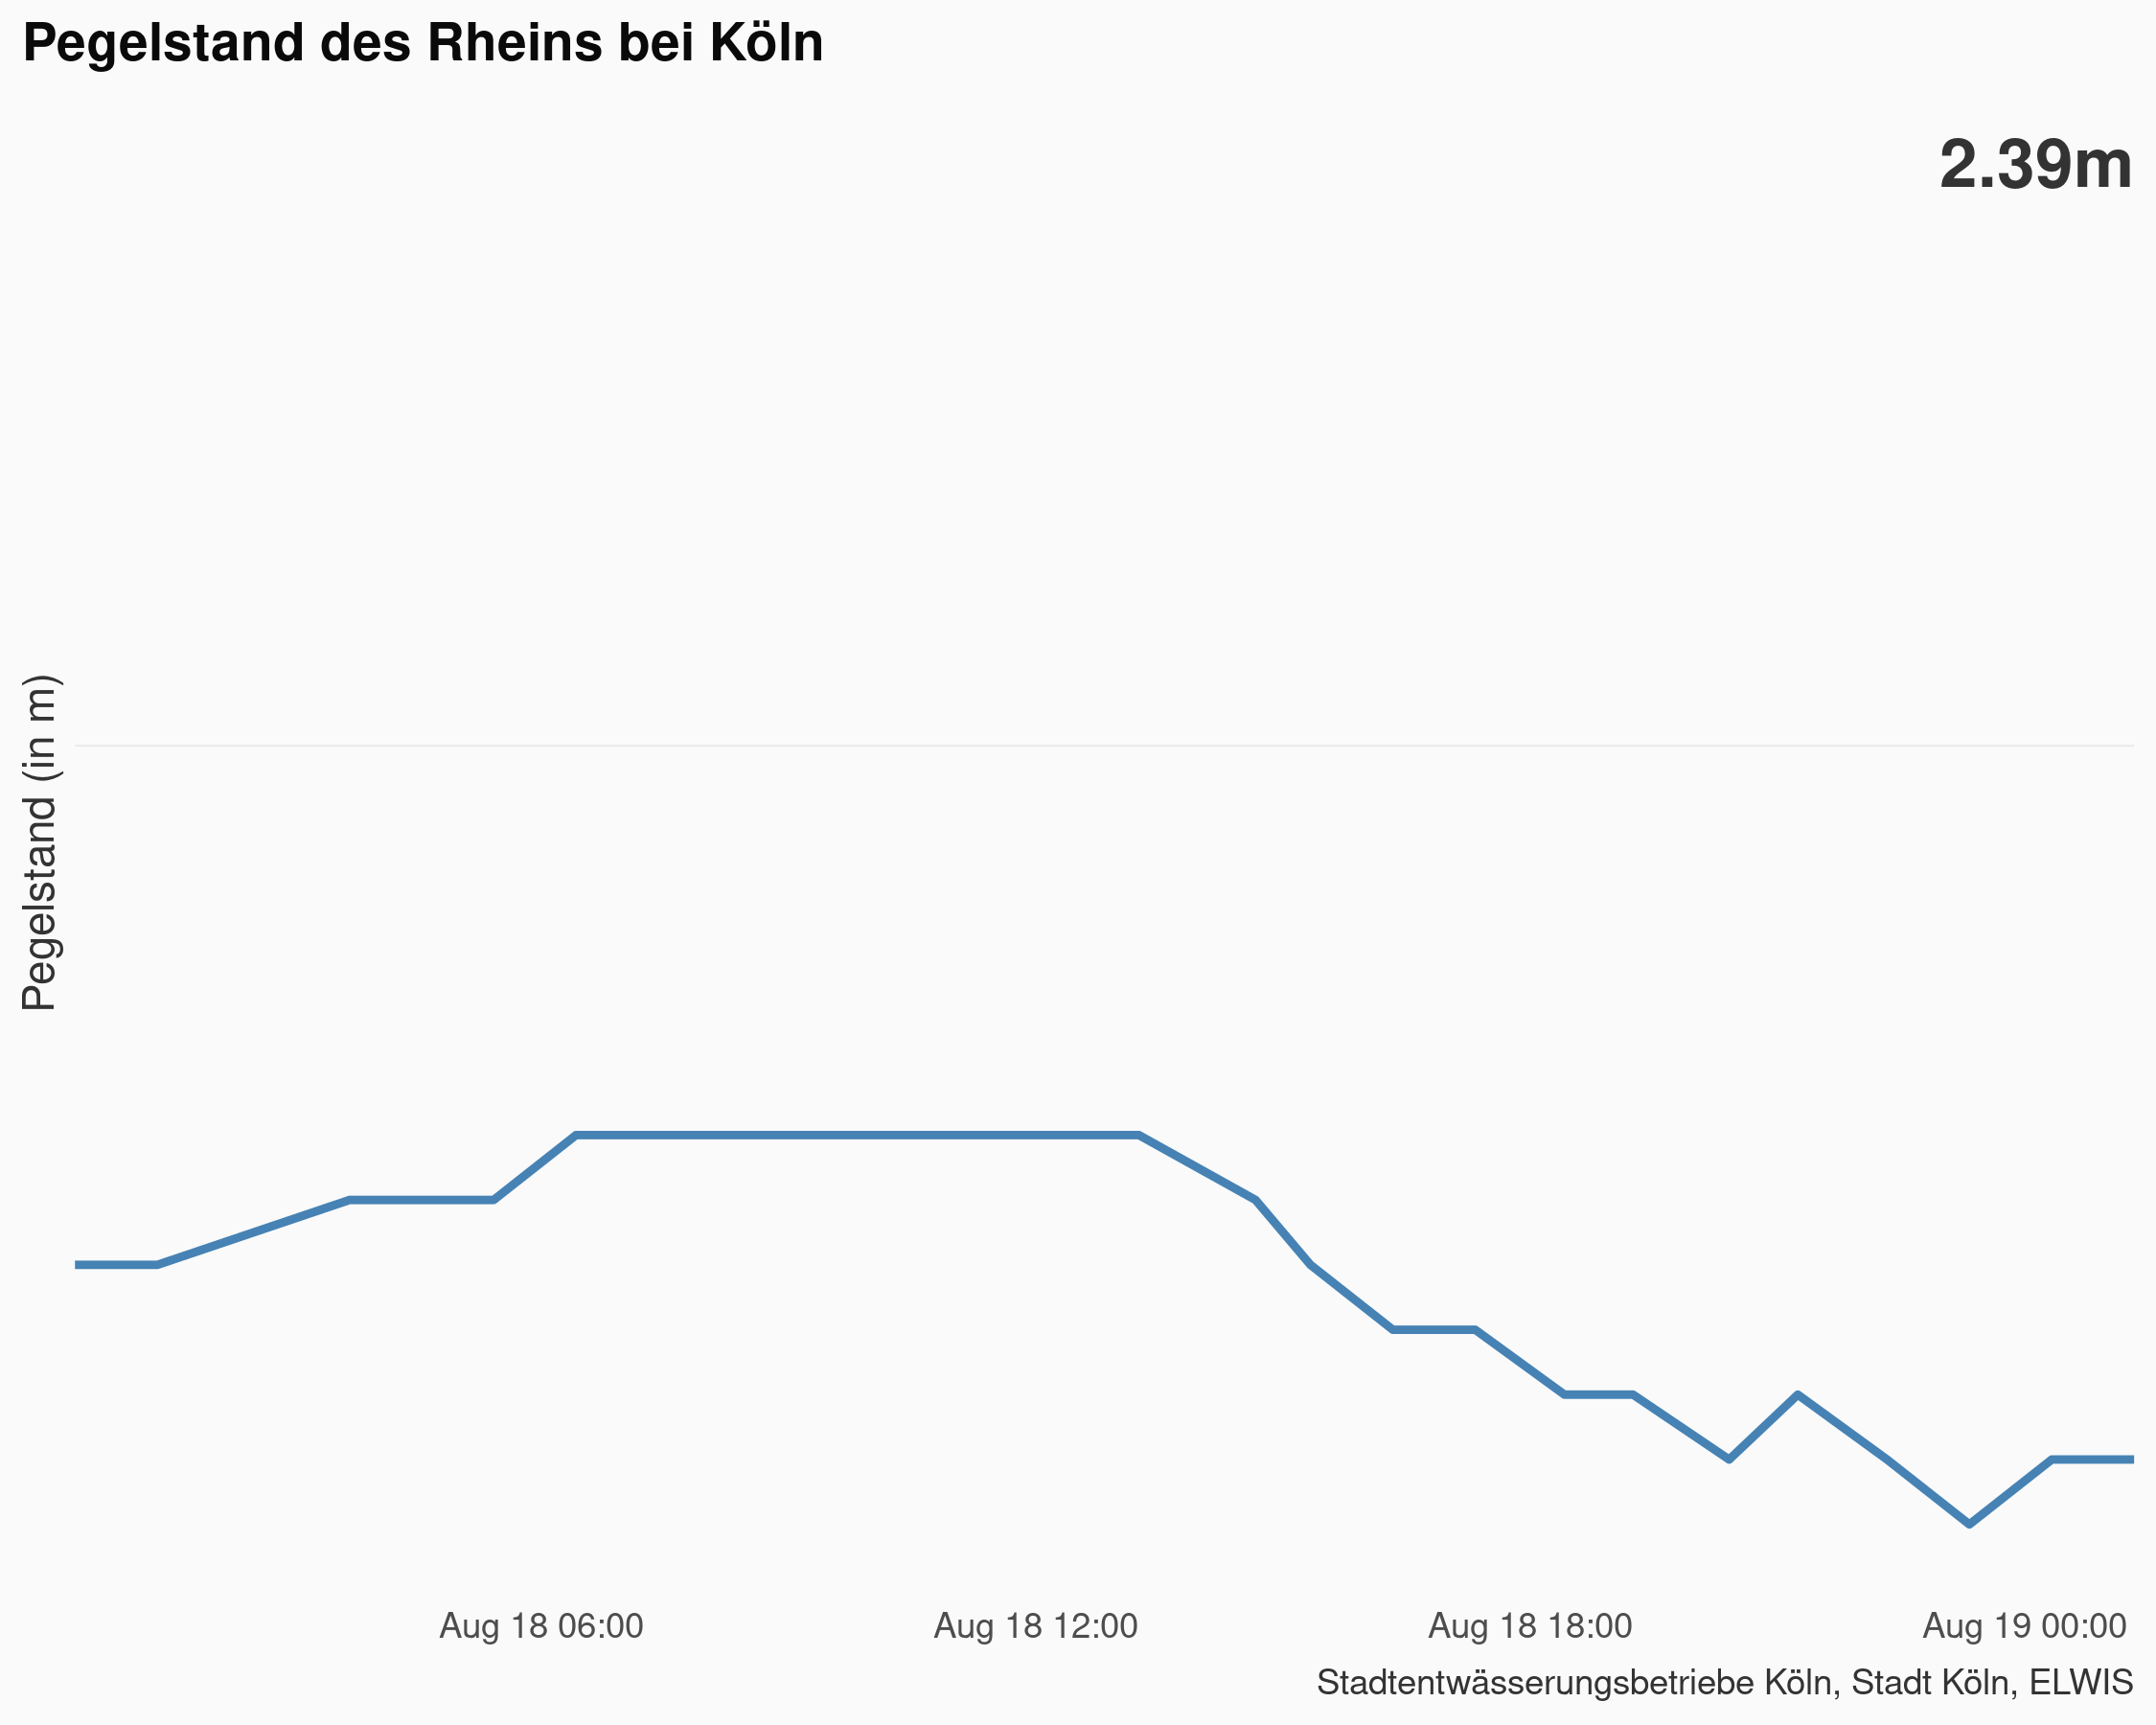 Pegelstand des Rheins bei Köln
2.39m
Pegelstand (in m)
Aug 18 06:00
Aug 18 12:00
Aug 18 18:00
Aug 19 00:00
Stadtentwässerungsbetriebe Köln, Stadt Köln, ELWIS